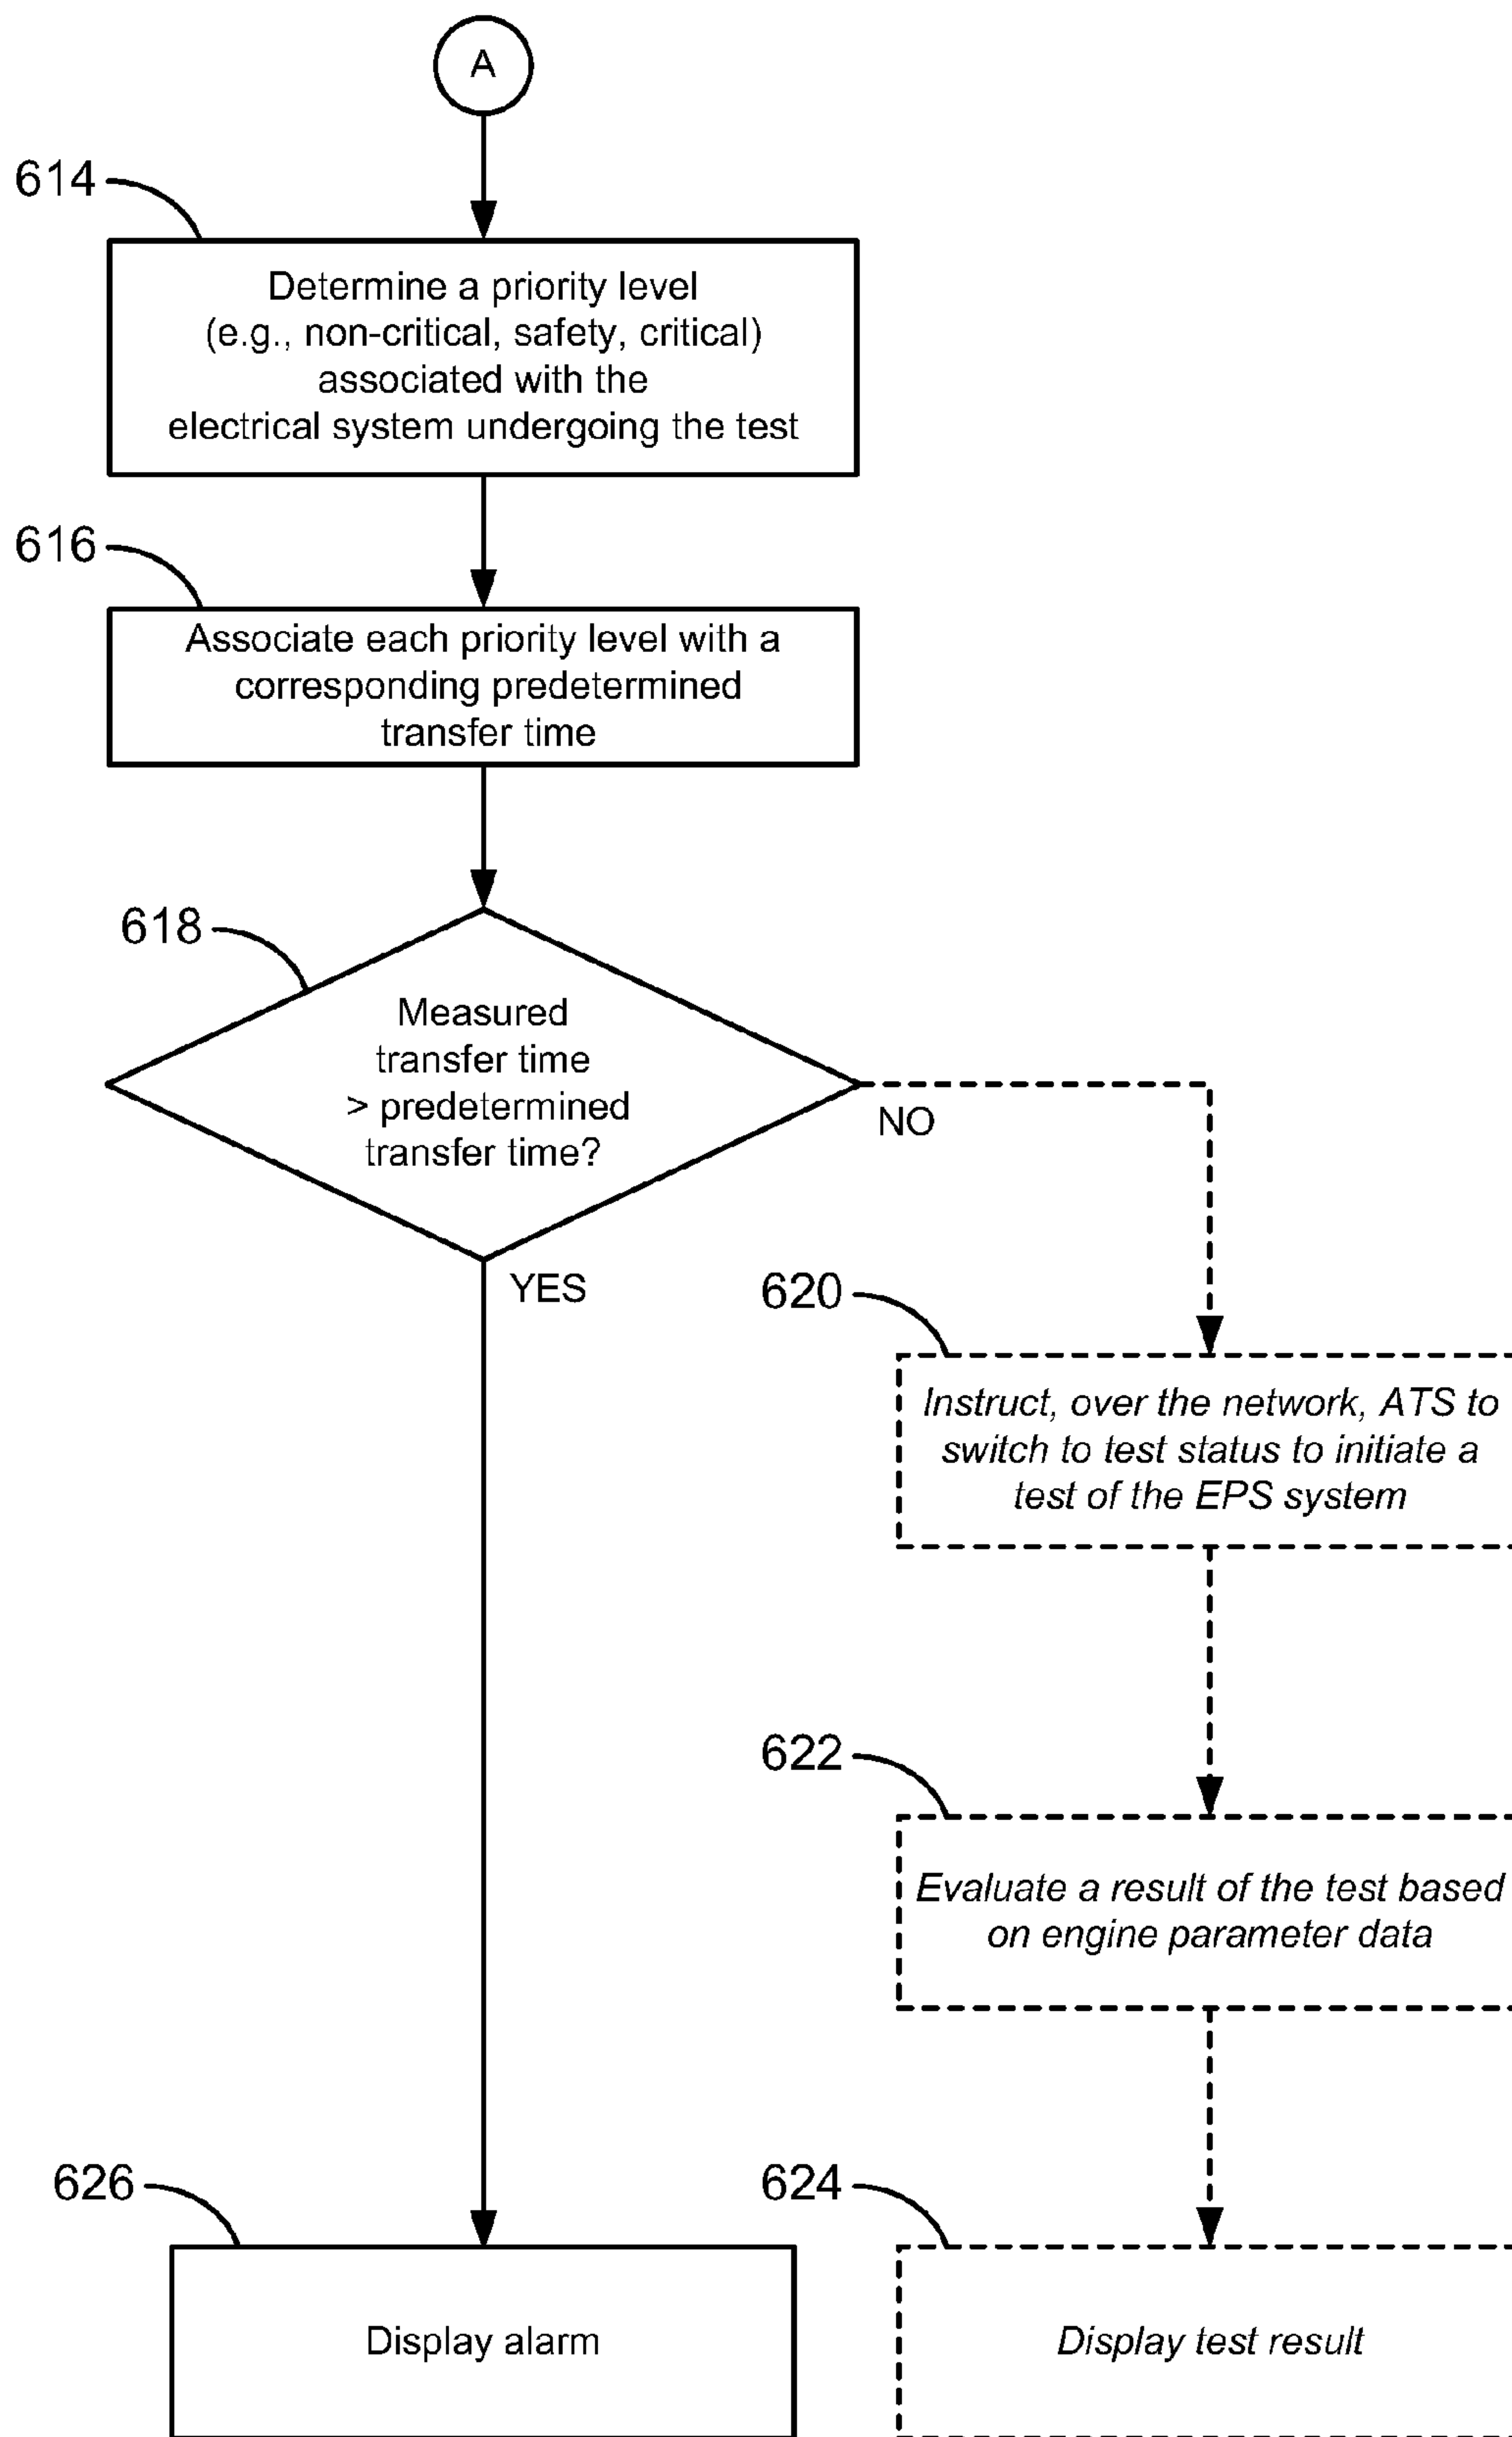 A
614
Determine a priority level
(e.g., non-critical, safety, critical)
associated with the
electrical system undergoing the test
616
Associate each priority level with a
corresponding predetermined
transfer time
618
Measured
transfer time
> predetermined
transfer time?
NO
YES
620
Instruct, over the network, ATS to
switch to test status to initiate a
test of the EPS system
622
Evaluate a result of the test based
on engine parameter data
626
Display alarm
624
Display test result